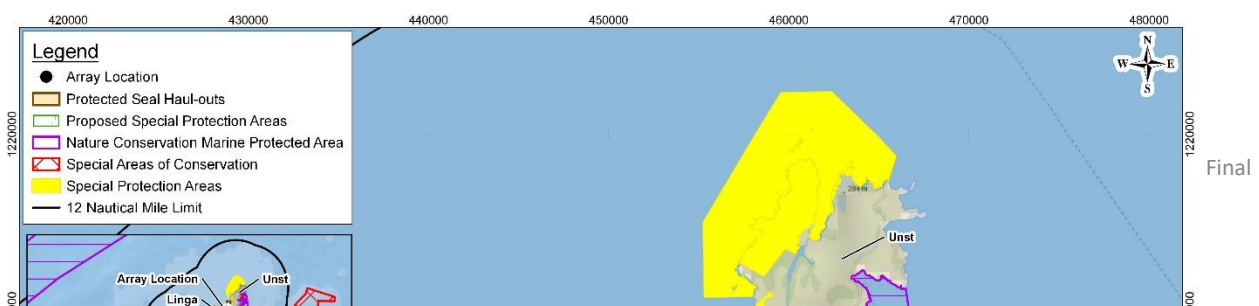 420000 430000 440000 450000 460000 470000 480000
Legend
Array Location
Protected Seal Haul-outs
Proposed Special Protection Areas
Nature Conservation Marine Protected Area
Special Areas of Conservation
Special Protection Areas
12 Nautical Mile Limit
N
W E
S
1220000
1220000
Final
284 m
Unst
Array Location
Unst
Linga